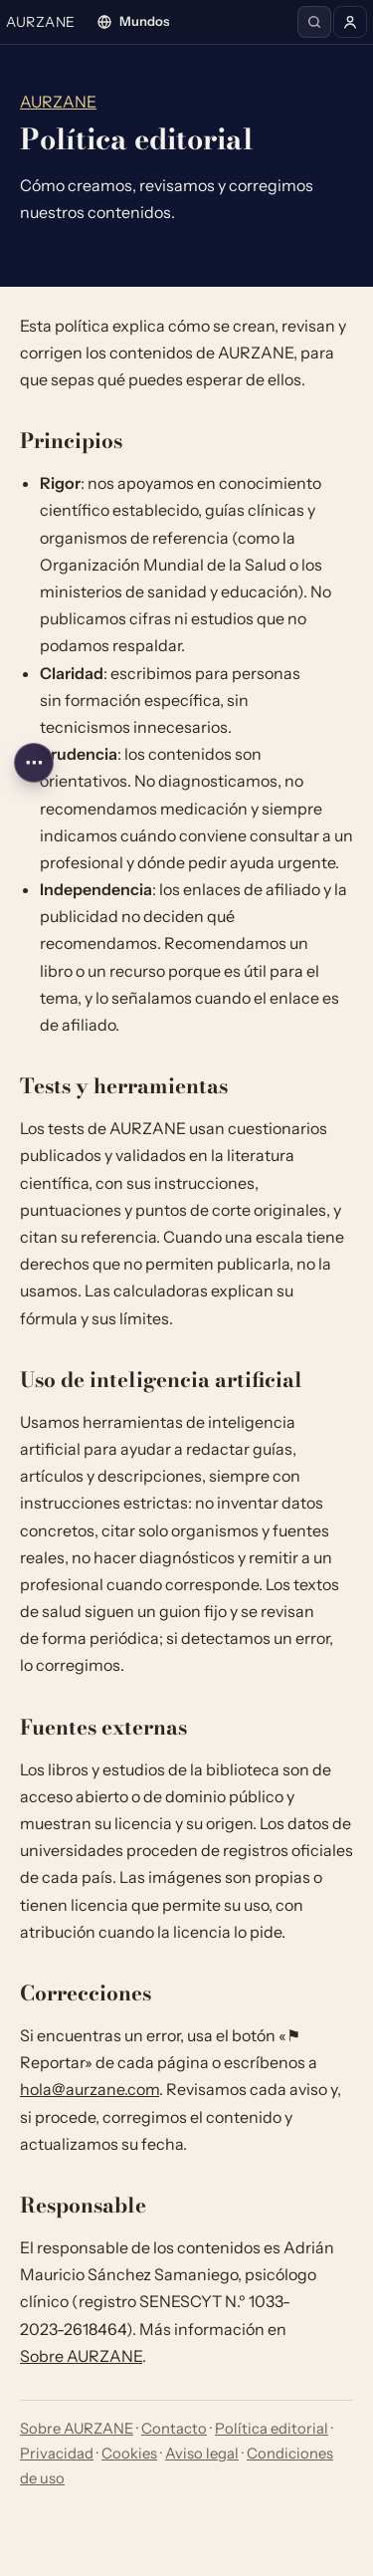 AURZANE Mundos
AURZANE
Política editorial
Cómo creamos, revisamos y corregimos
nuestros contenidos.
Esta política explica cómo se crean, revisan y
corrigen los contenidos de AURZANE, para
que sepas qué puedes esperar de ellos.
Principios
• Rigor: nos apoyamos en conocimiento
científico establecido, guías clínicas y
organismos de referencia (como la
Organización Mundial de la Salud o los
ministerios de sanidad y educación). No
publicamos cifras ni estudios que no
podamos respaldar.
• Claridad: escribimos para personas
sin formación específica, sin
tecnicismos innecesarios.
rudencia: los contenidos son
orientativos. No diagnosticamos, no
recomendamos medicación y siempre
indicamos cuándo conviene consultar a un
profesional y dónde pedir ayuda urgente.
• Independencia: los enlaces de afiliado y la
publicidad no deciden qué
recomendamos. Recomendamos un
libro o un recurso porque es útil para el
tema, y lo señalamos cuando el enlace es
de afiliado.
Tests y herramientas
Los tests de AURZANE usan cuestionarios
publicados y validados en la literatura
científica, con sus instrucciones,
puntuaciones y puntos de corte originales, y
citan su referencia. Cuando una escala tiene
derechos que no permiten publicarla, no la
usamos. Las calculadoras explican su
fórmula y sus límites.
Uso de inteligencia artificial
Usamos herramientas de inteligencia
artificial para ayudar a redactar guías,
artículos y descripciones, siempre con
instrucciones estrictas: no inventar datos
concretos, citar solo organismos y fuentes
reales, no hacer diagnósticos y remitir a un
profesional cuando corresponde. Los textos
de salud siguen un guion fijo y se revisan
de forma periódica; si detectamos un error,
lo corregimos.
Fuentes externas
Los libros y estudios de la biblioteca son de
acceso abierto o de dominio público y
muestran su licencia y su origen. Los datos de
universidades proceden de registros oficiales
de cada país. Las imágenes son propias o
tienen licencia que permite su uso, con
atribución cuando la licencia lo pide.
Correcciones
Si encuentras un error, usa el botón «⚑
Reportar» de cada página o escríbenos a
hola@aurzane.com. Revisamos cada aviso y,
si procede, corregimos el contenido y
actualizamos su fecha.
Responsable
El responsable de los contenidos es Adrián
Mauricio Sánchez Samaniego, psicólogo
clínico (registro SENESCYT N.º 1033-
2023-2618464). Más información en
Sobre AURZANE.
Sobre AURZANE · Contacto · Política editorial ·
Privacidad · Cookies · Aviso legal · Condiciones
de uso